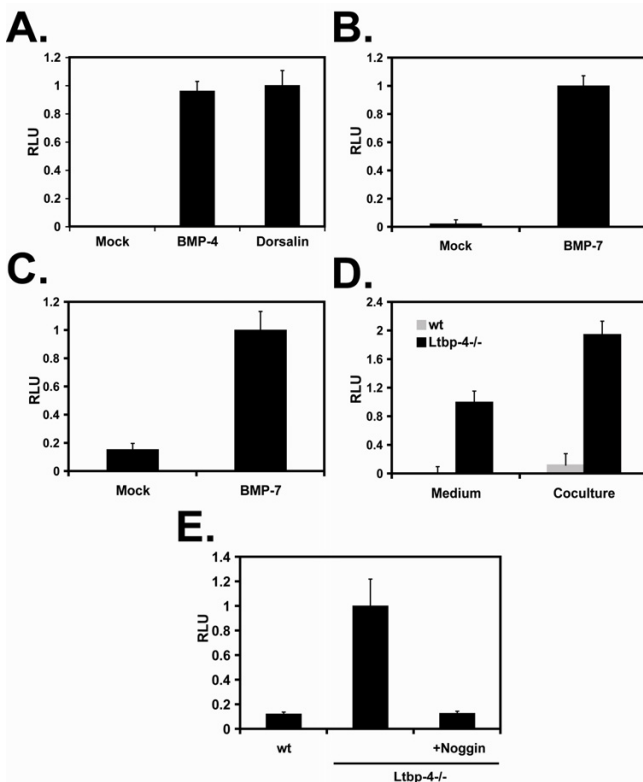 A.
B.
1.2
1
0.8
0.6
0.4
0.2
0
RLU
Mock BMP-4 Dorsalin
1.2
1
0.8
0.6
0.4
0.2
0
RLU
Mock BMP-7
C.
D.
1.2
1
0.8
0.6
0.4
0.2
0
RLU
Mock BMP-7
2.4
2
1.6
1.2
0.8
0.4
0
RLU
wt
Ltbp-4-/-
Medium Coculture
E.
1.4
1.2
1
0.8
0.6
0.4
0.2
0
RLU
wt +Noggin
Ltbp-4-/-